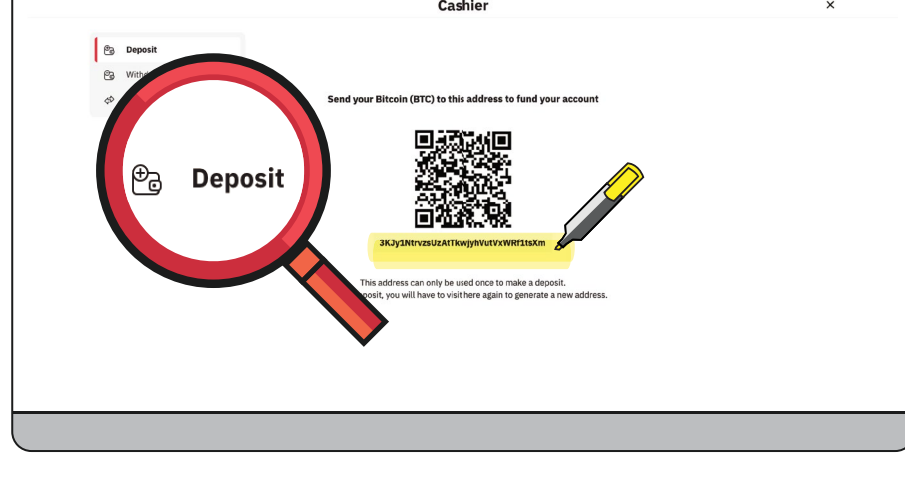 Cashier
Deposit
Send your Bitcoin (BTC) to this address to fund your account
Deposit
3KJy1NtrvzsUzAtTkwjyhVutVxWRf1tsXm
This address can only be used once to make a deposit.
you will have to visit here again to generate a new address.